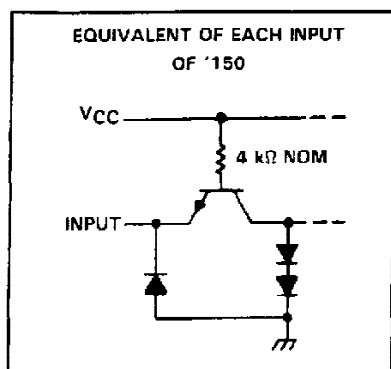 EQUIVALENT OF EACH INPUT
OF '150
VCC
4 kΩ NOM
INPUT